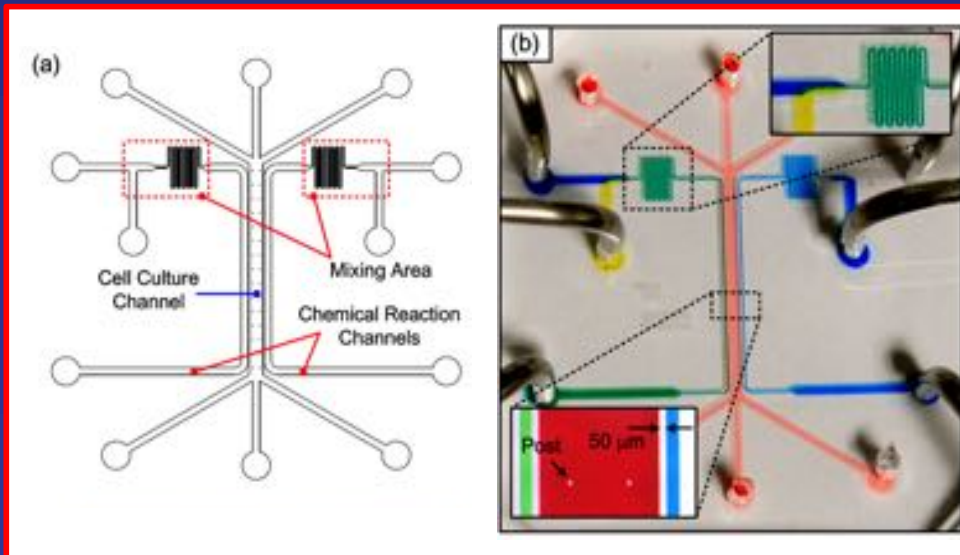 (a)
Mixing Area
Cell Culture
Channel
Chemical Reaction
Channels
(b)
Post
50 μm